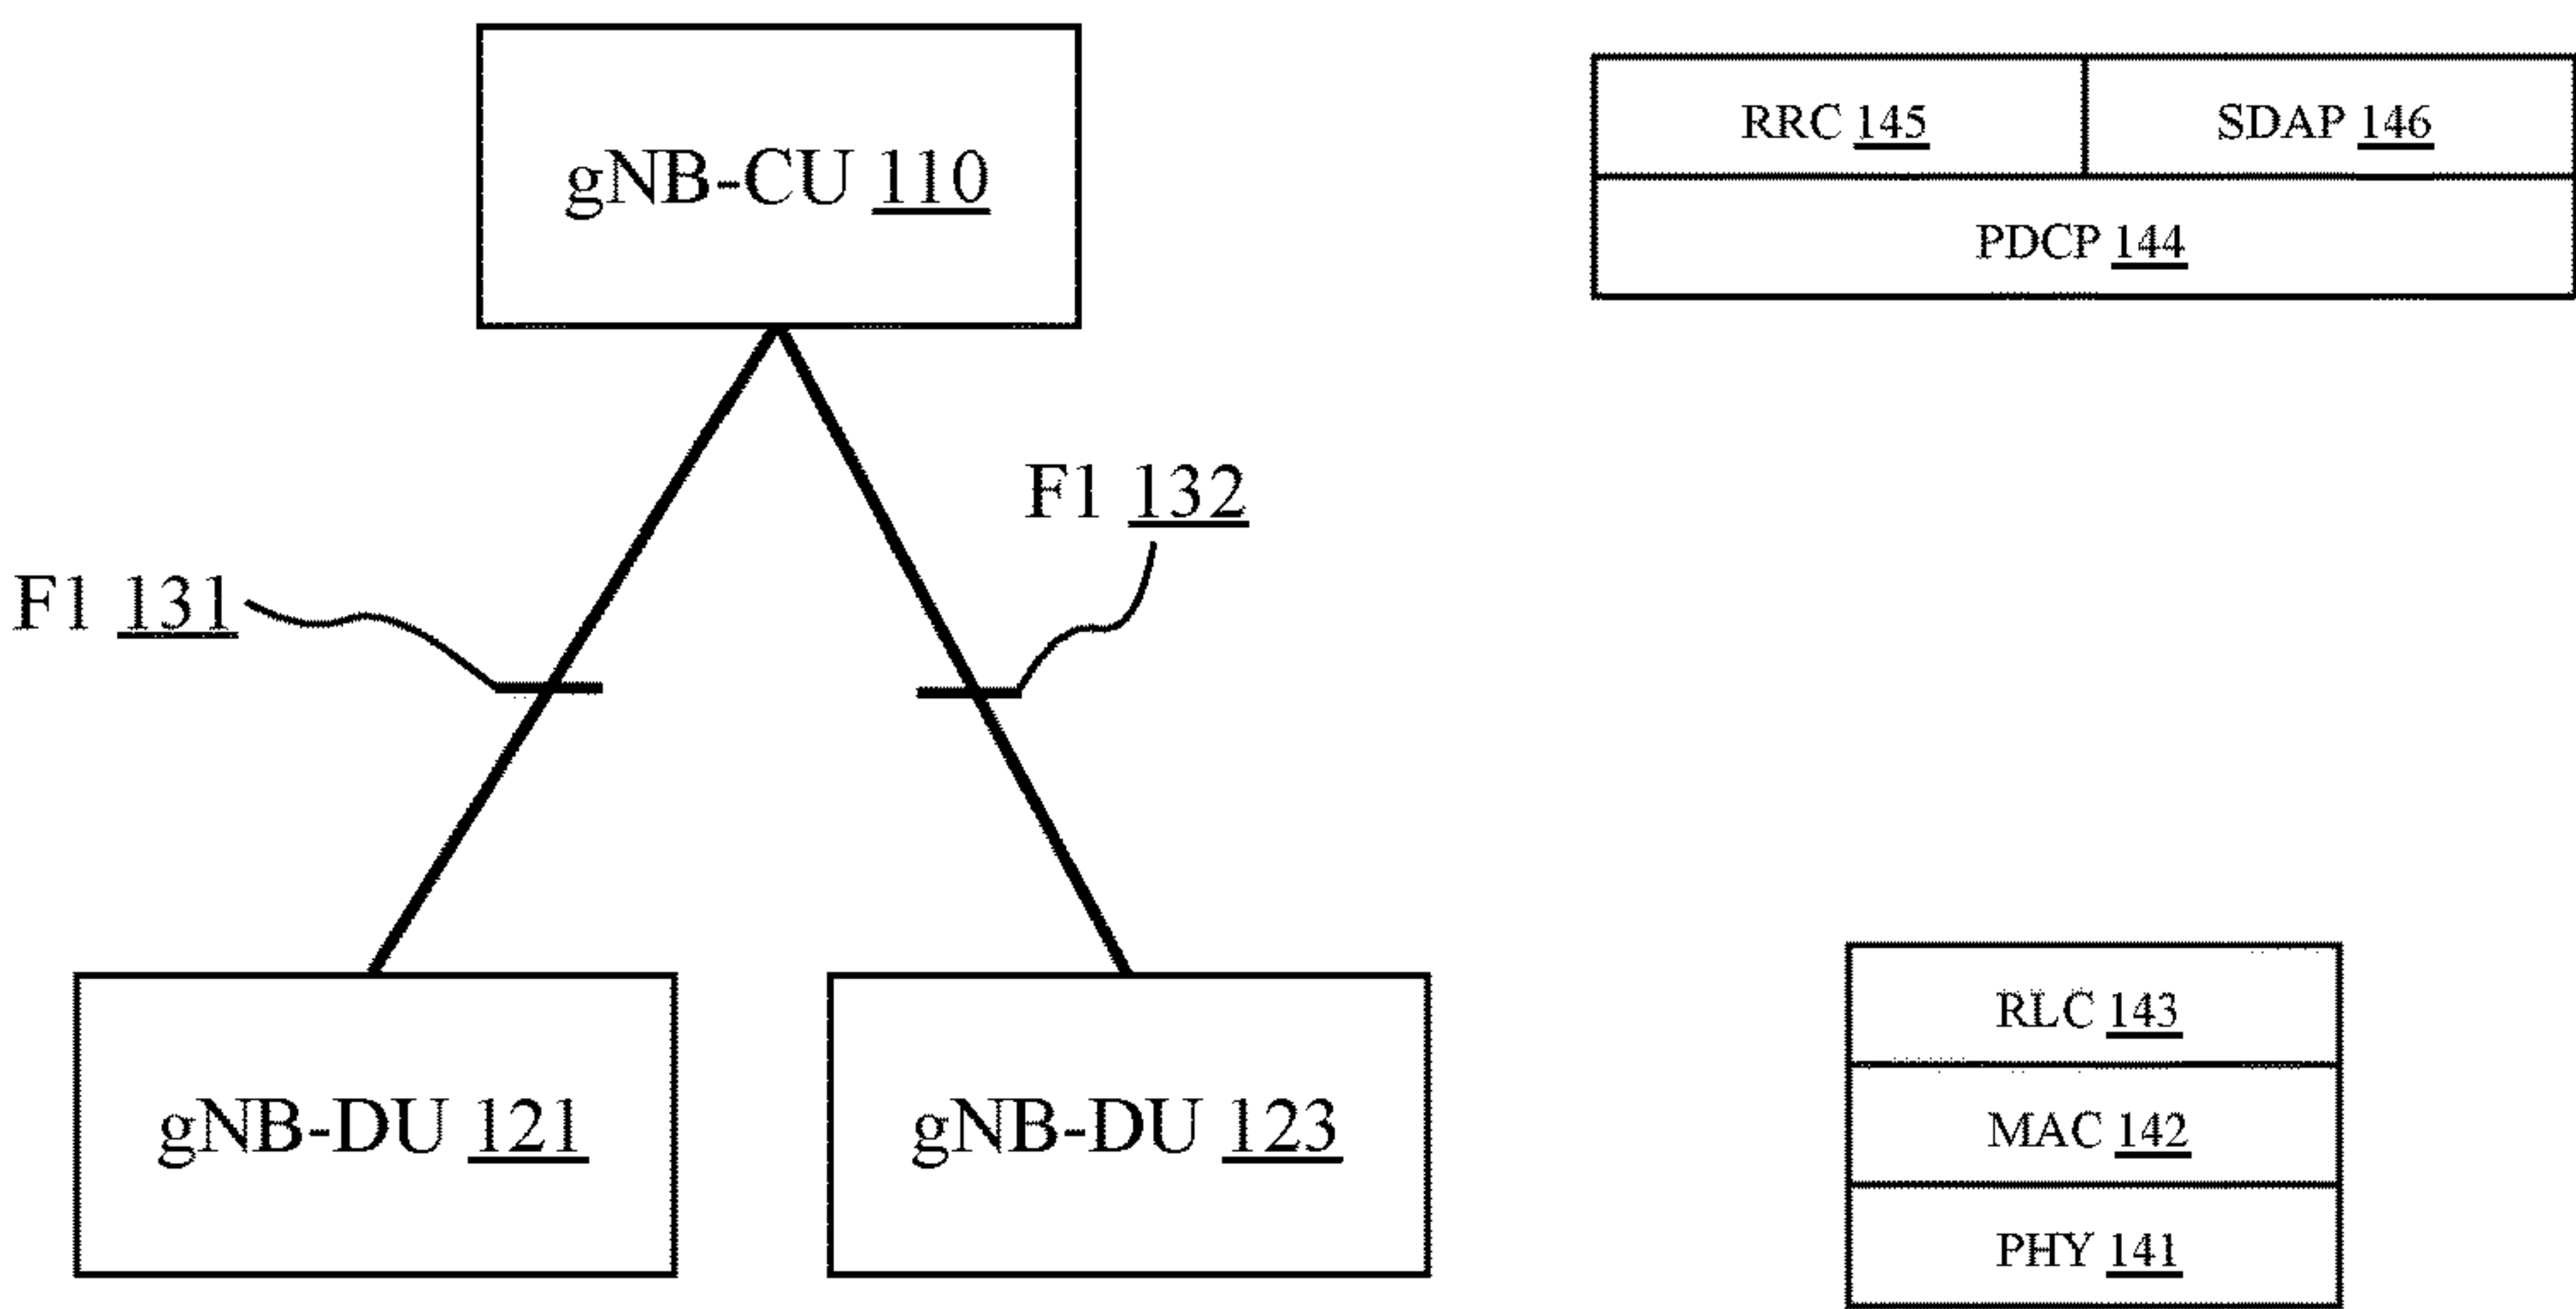 gNB-CU 110
RRC 145
SDAP 146
PDCP 144
F1 132
F1 131
gNB-DU 121
gNB-DU 123
RLC 143
MAC 142
PHY 141